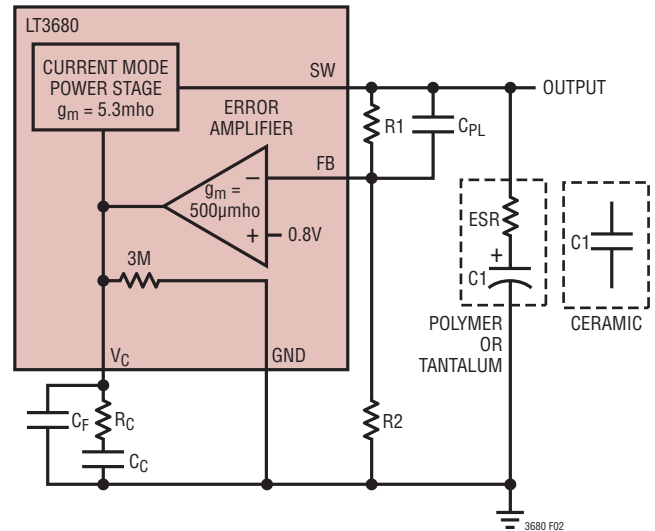 LT3680
CURRENT MODE
POWER STAGE
gm = 5.3mho
SW
OUTPUT
ERROR
AMPLIFIER
R1
CPL
FB
–
gm =
500µmho
+
0.8V
ESR
+
C1
C1
3M
POLYMER
OR
TANTALUM
CERAMIC
VC
GND
CF
RC
R2
CC
3680 F02